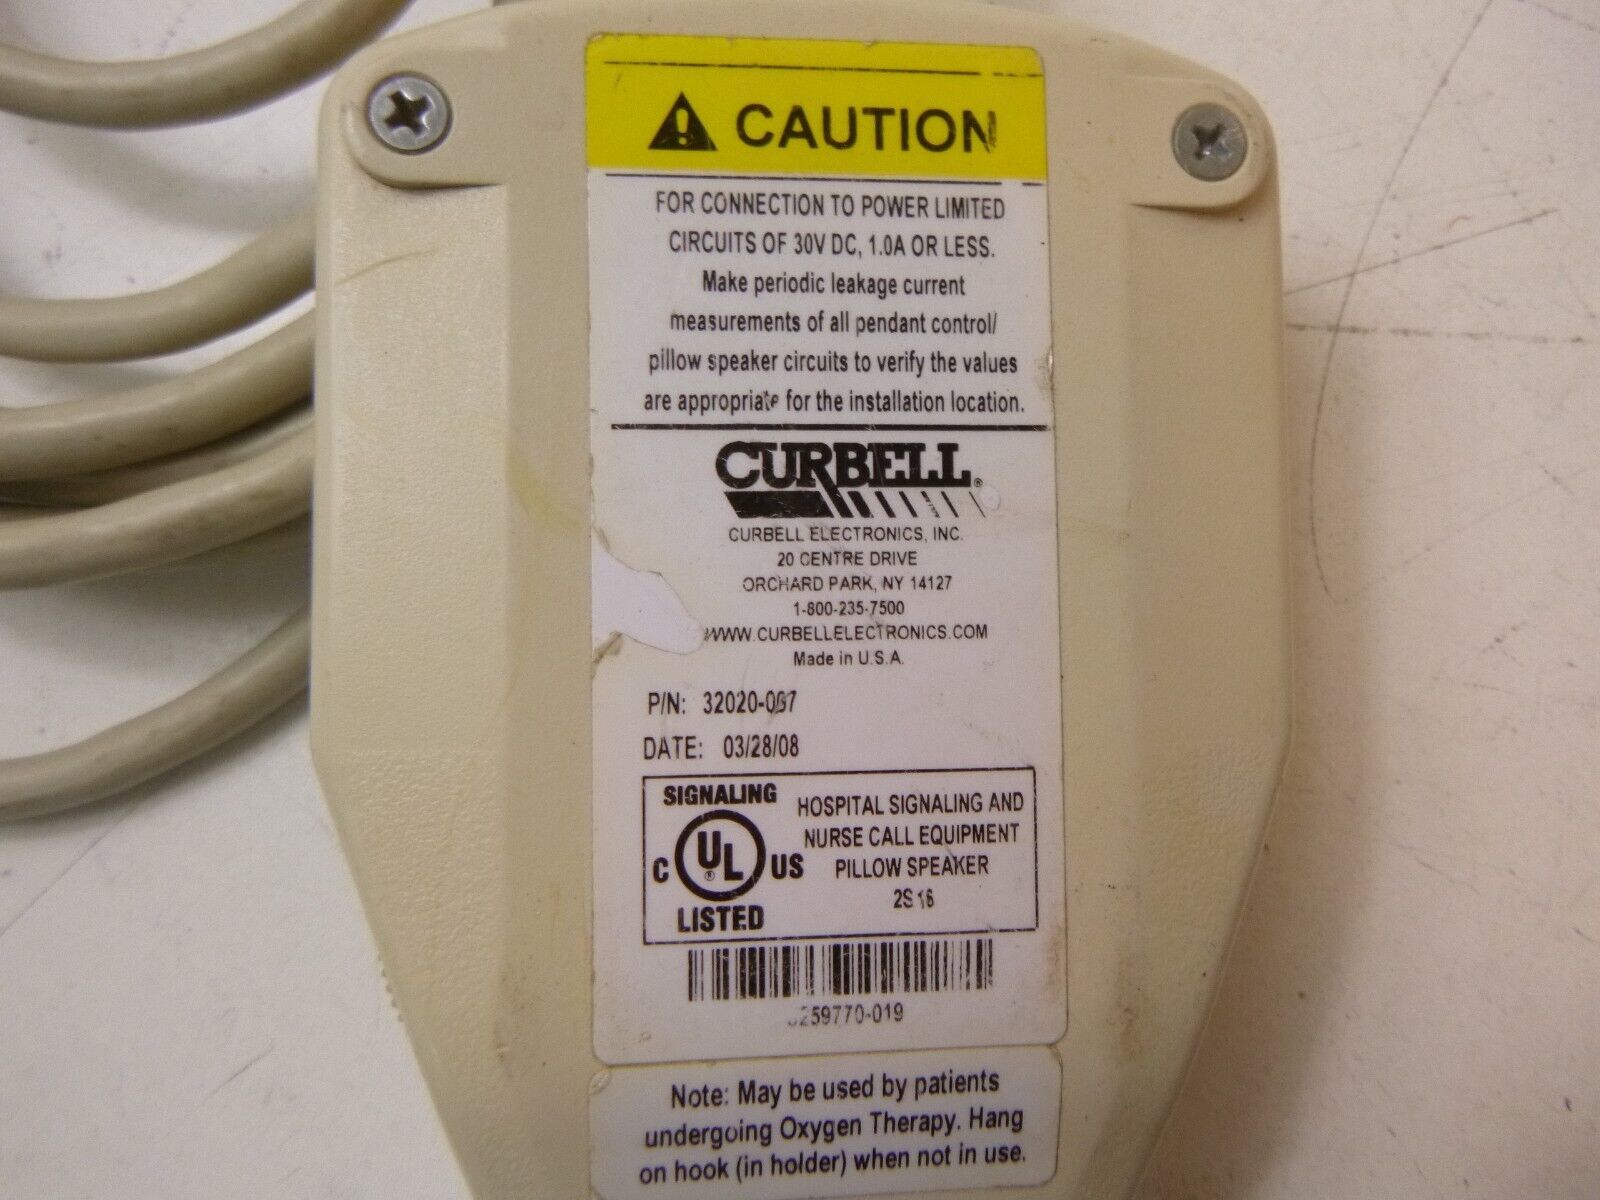 CAUTION
FOR CONNECTION TO POWER LIMITED
CIRCUITS OF 30V DC, 1.0A OR LESS.
Make periodic leakage current
measurements of all pendant control/
pillow speaker circuits to verify the values
are appropriate for the installation location.
CURBELL®
CURBELL ELECTRONICS, INC.
20 CENTRE DRIVE
ORCHARD PARK, NY 14127
1-800-235-7500
WWW.CURBELLELECTRONICS.COM
Made in U.S.A.
P/N:
DATE: 03/28/08
SIGNALING
C UL® US
LISTED
HOSPITAL SIGNALING AND
NURSE CALL EQUIPMENT
PILLOW SPEAKER
2S16
Note: May be used by patients
undergoing Oxygen Therapy. Hang
on hook (in holder) when not in use.